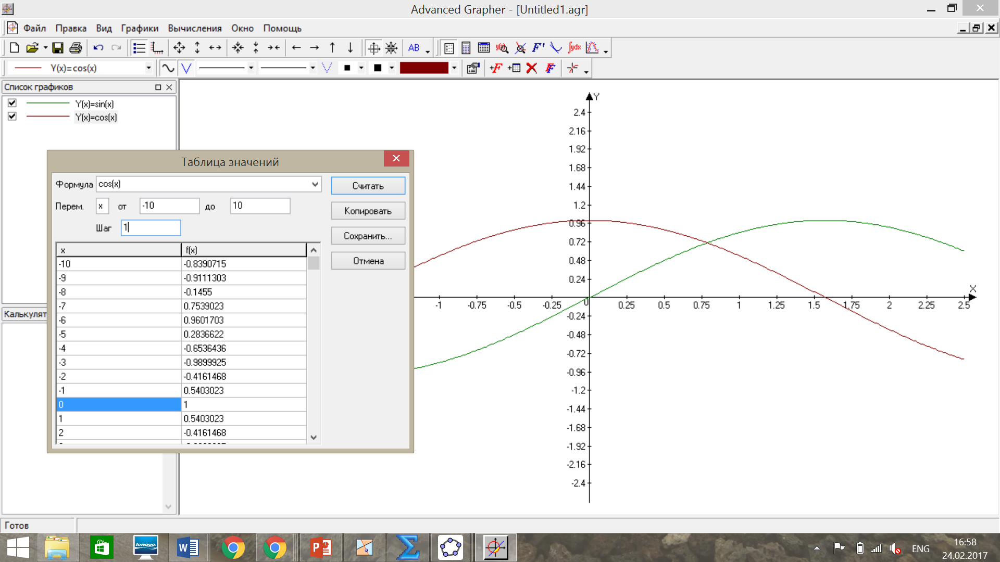 Advanced Grapher - [Untitled1.agr]
Файл Правка Вид Графики Вычисления Окно Помощь
AB y(x) F' ∫ydx
Y(x)=cos(x) +F F
Список графиков
Y(x)=sin(x)
Y(x)=cos(x)
Калькулят
Таблица значений
Формула cos(x) Считать
Перем. x от -10 до 10 Копировать
Шаг 1 Сохранить...
Отмена
x f(x)
-10 -0.8390715
-9 -0.9111303
-8 -0.1455
-7 0.7539023
-6 0.9601703
-5 0.2836622
-4 -0.6536436
-3 -0.9899925
-2 -0.4161468
-1 0.5403023
0 1
1 0.5403023
2 -0.4161468
Y
2.4
2.16
1.92
1.68
1.44
1.2
0.96
0.72
0.48
0.24
X
-1 -0.75 -0.5 -0.25 0 0.25 0.5 0.75 1 1.25 1.5 1.75 2 2.25 2.5
-0.24
-0.48
-0.72
-0.96
-1.2
-1.44
-1.68
-1.92
-2.16
-2.4
Готов
lenovo
ENG
16:58
24.02.2017